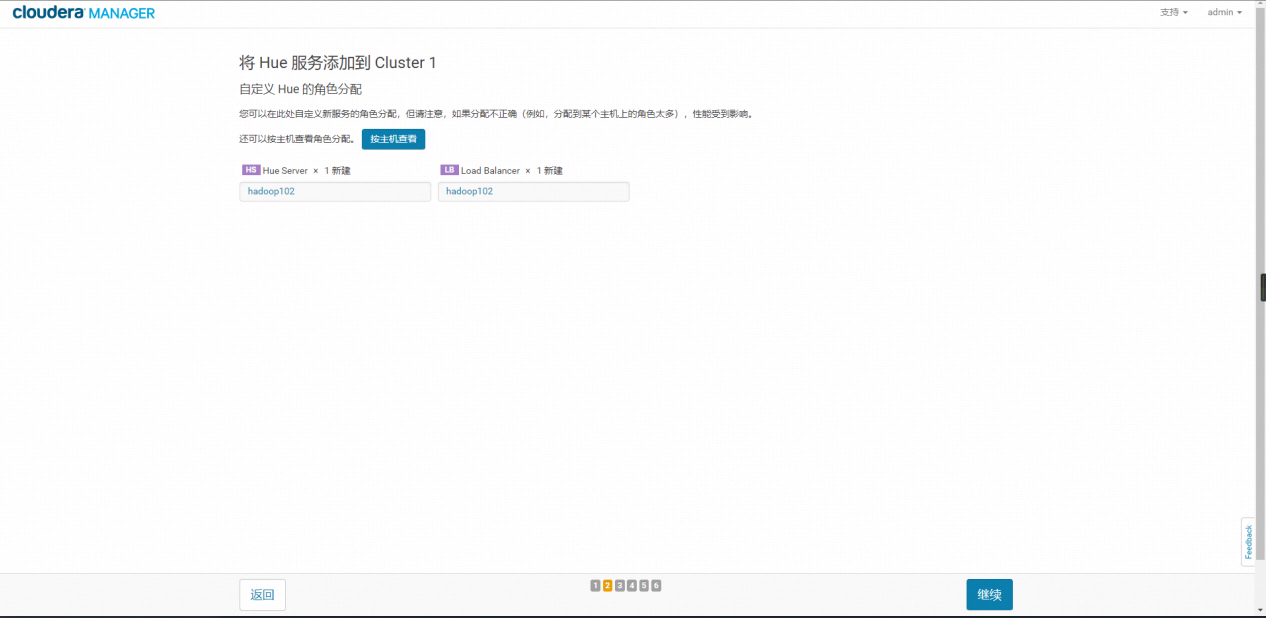 cloudera MANAGER
支持 admin
将 Hue 服务添加到 Cluster 1
自定义 Hue 的角色分配
您可以在此处自定义新服务的角色分配，但请注意，如果分配不正确（例如，分配到某个主机上的角色太多），性能受到影响。
还可以按主机查看角色分配。 按主机查看
HS Hue Server × 1 新建 LB Load Balancer × 1 新建
hadoop102 hadoop102
Feedback
返回 1 2 3 4 5 6 继续